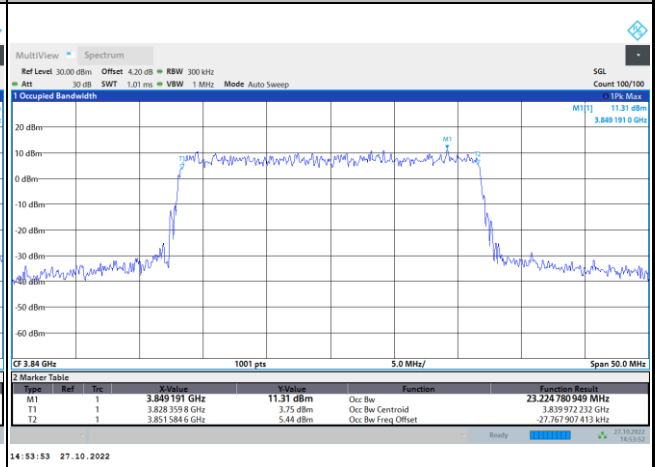 MultiView Spectrum
Ref Level 30.00 dBm Offset 4.20 dB RBW 300 kHz SGL
Att 30 dB SWT 1.01 ms VBW 1 MHz Mode Auto Sweep Count 100/100
1 Occupied Bandwidth 1Pk Max
M1[1] 11.31 dBm
3.849 191 0 GHz
20 dBm
M1
10 dBm
T1 T2
0 dBm
-10 dBm
-20 dBm
-30 dBm
-40 dBm
-50 dBm
-60 dBm
CF 3.84 GHz 1001 pts 5.0 MHz/ Span 50.0 MHz
2 Marker Table
Type Ref Trc X-Value Y-Value Function Function Result
M1 1 3.849 191 GHz 11.31 dBm Occ Bw 23.224 780 949 MHz
T1 1 3.828 359 8 GHz 3.75 dBm Occ Bw Centroid 3.839 972 232 GHz
T2 1 3.851 584 6 GHz 5.44 dBm Occ Bw Freq Offset -27.767 907 413 kHz
Ready 27.10.2022
14:53:52
14:53:53 27.10.2022